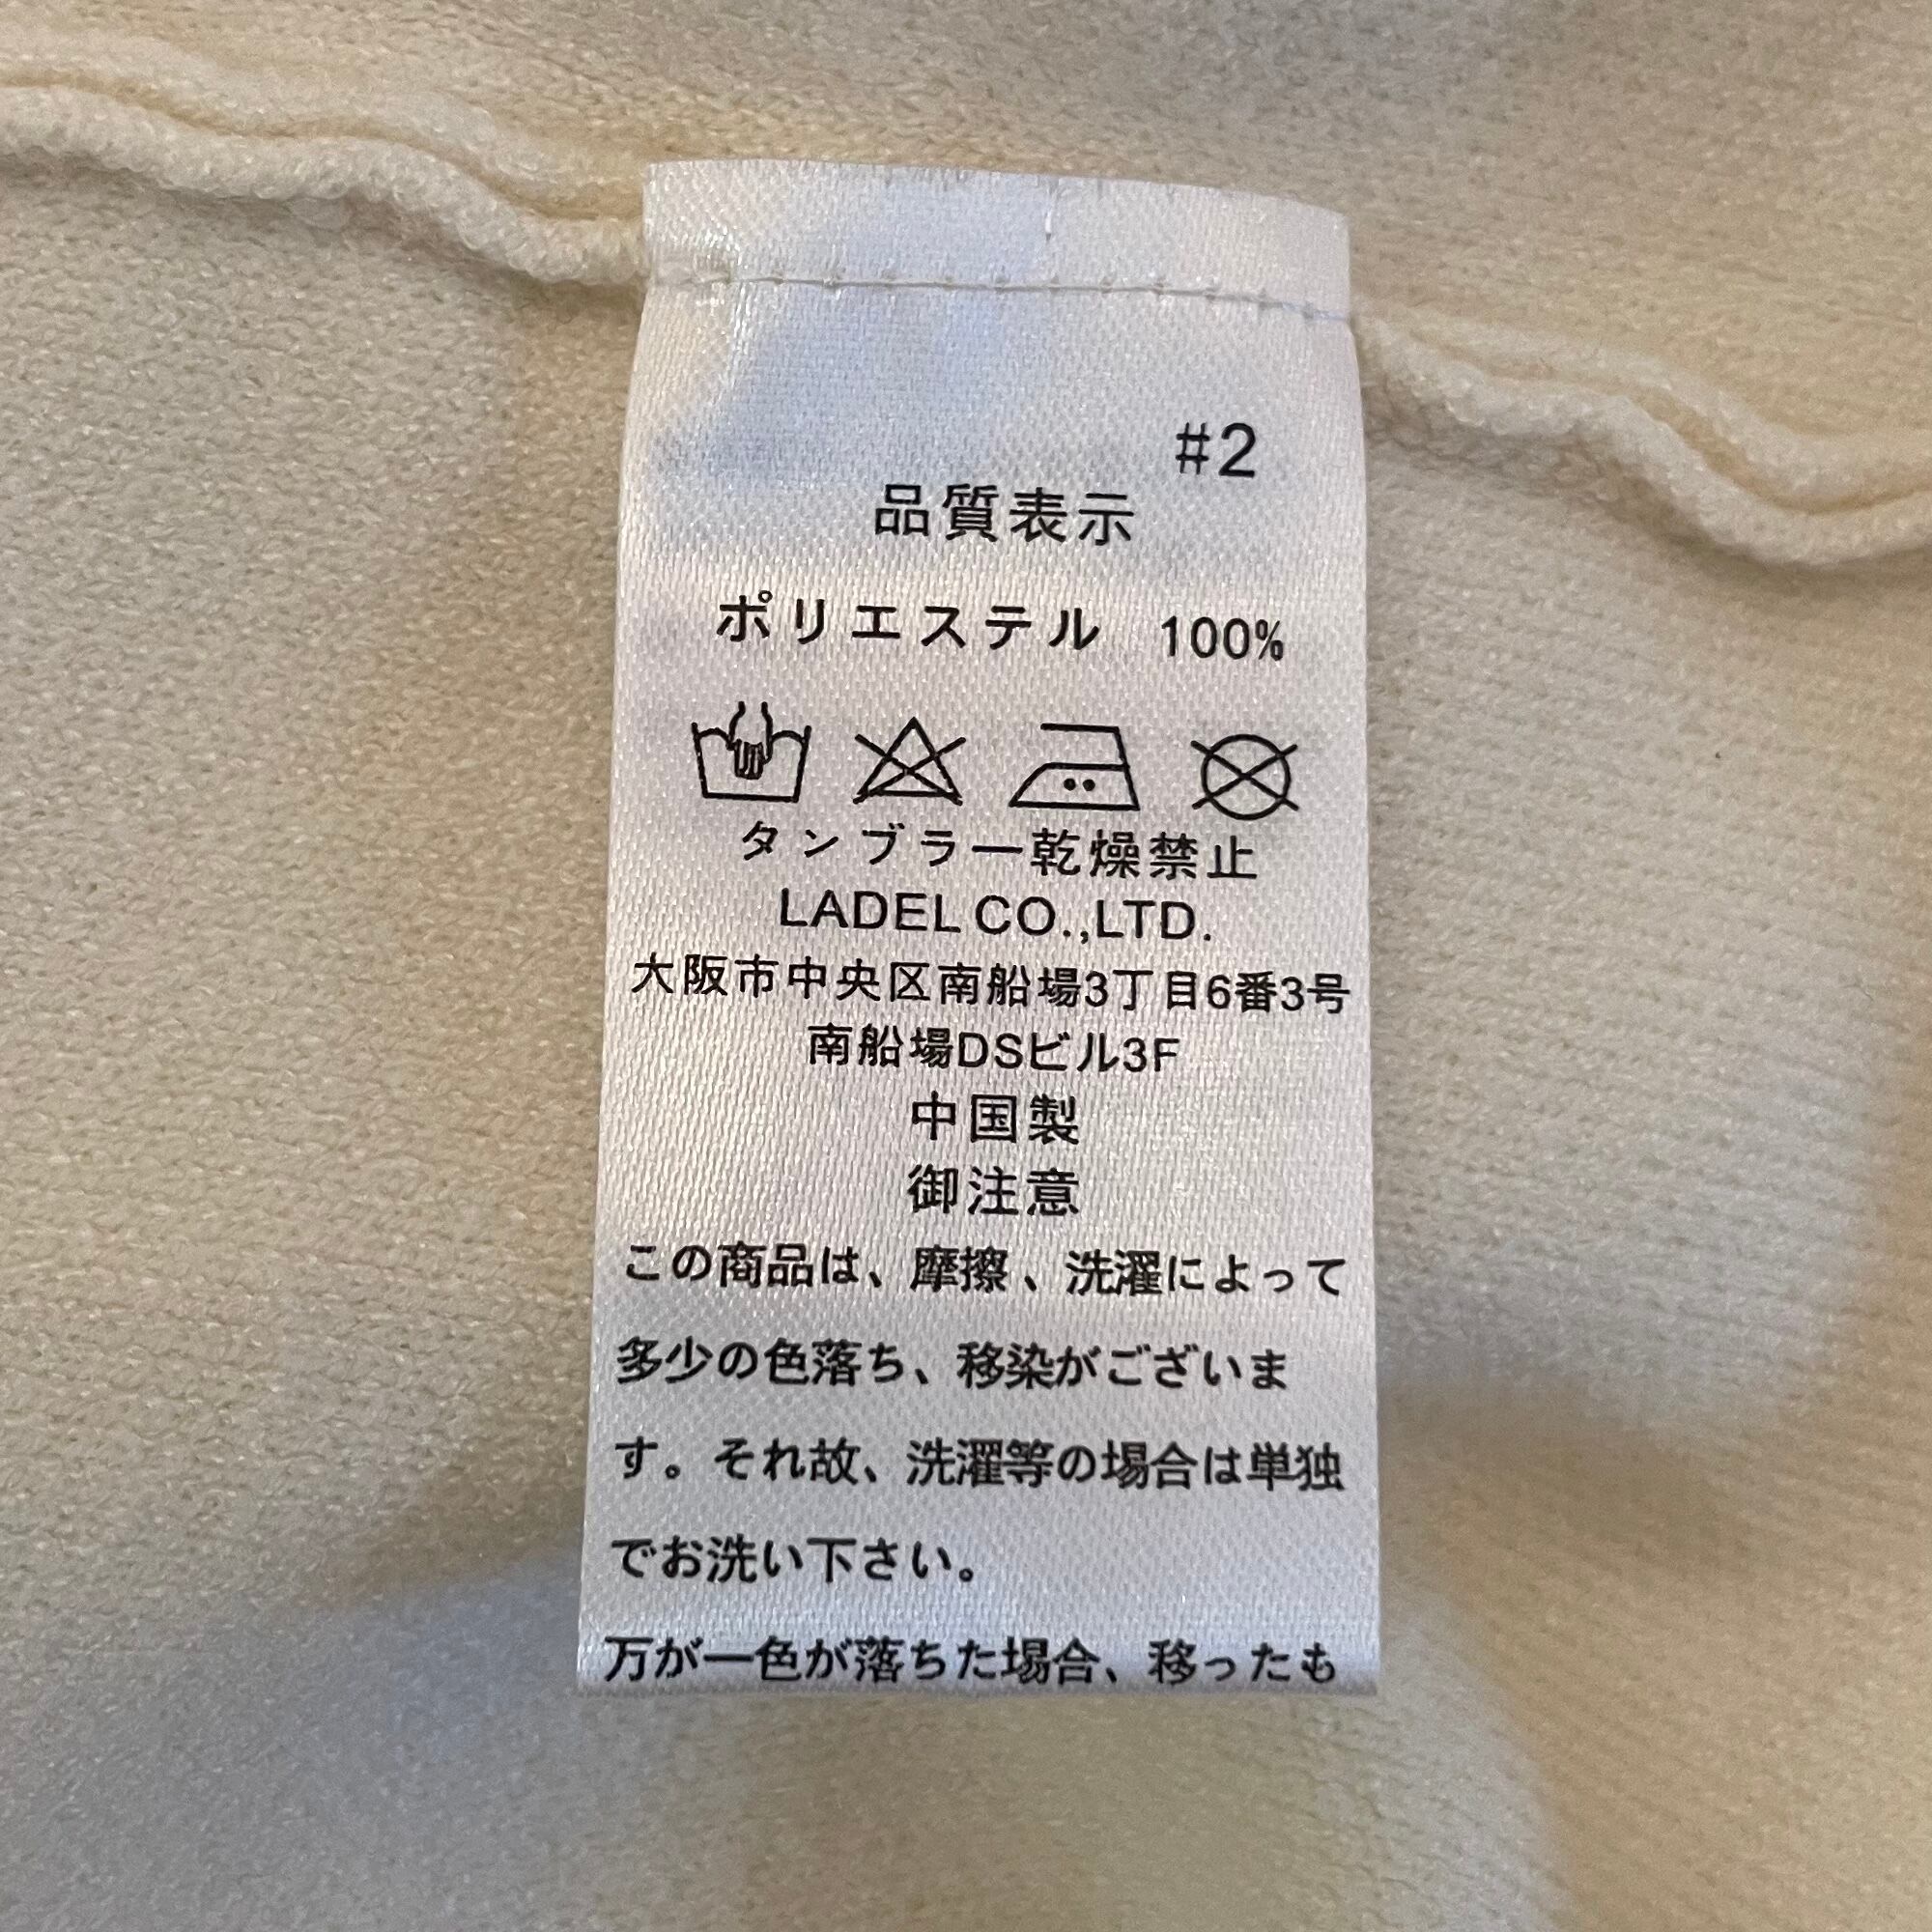 #2
品質表示
ポリエステル 100%
タンブラー乾燥禁止
LADEL CO.,LTD.
大阪市中央区南船場3丁目6番3号
南船場DSビル3F
中国製
御注意
この商品は、摩擦、洗濯によって
多少の色落ち、移染がございま
す。それ故、洗濯等の場合は単独
でお洗い下さい。
万が一色が落ちた場合、移ったも